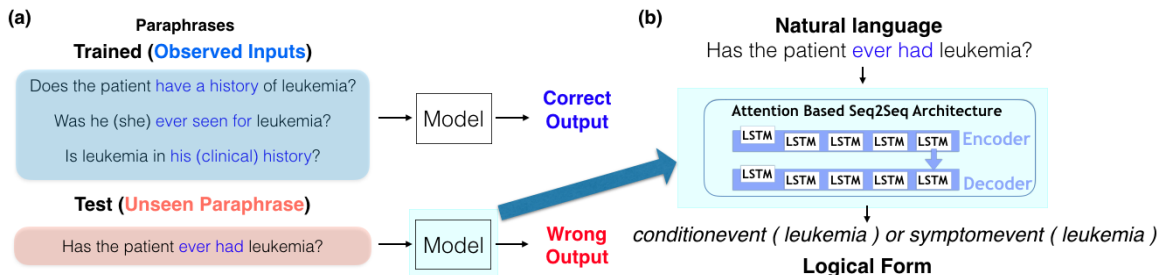 (a)
Paraphrases
Trained (Observed Inputs)
Does the patient have a history of leukemia?
Was he (she) ever seen for leukemia?
Is leukemia in his (clinical) history?
Model
Correct
Output
Test (Unseen Paraphrase)
Has the patient ever had leukemia?
Model
Wrong
Output
(b)
Natural language
Has the patient ever had leukemia?
Attention Based Seq2Seq Architecture
LSTM LSTM LSTM LSTM LSTM Encoder
LSTM LSTM LSTM LSTM LSTM Decoder
conditionevent ( leukemia ) or symptomevent ( leukemia )
Logical Form